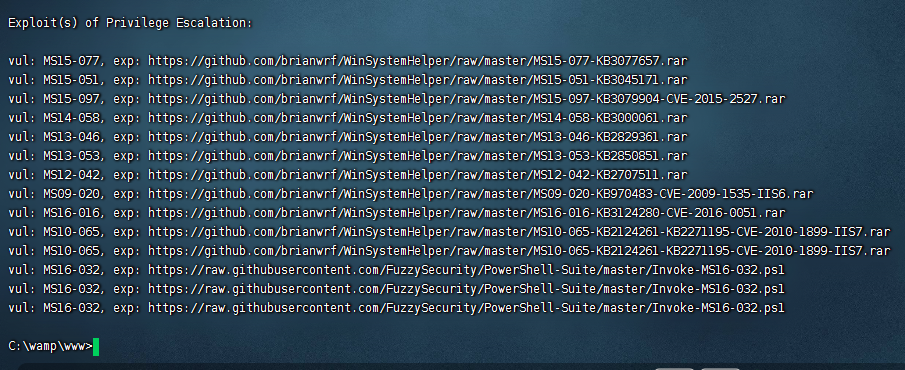 Exploit(s) of Privilege Escalation:
vul: MS15-077, exp: https://github.com/brianwrf/WinSystemHelper/raw/master/MS15-077-KB3077657.rar
vul: MS15-051, exp: https://github.com/brianwrf/WinSystemHelper/raw/master/MS15-051-KB3045171.rar
vul: MS15-097, exp: https://github.com/brianwrf/WinSystemHelper/raw/master/MS15-097-KB3079904-CVE-2015-2527.rar
vul: MS14-058, exp: https://github.com/brianwrf/WinSystemHelper/raw/master/MS14-058-KB3000061.rar
vul: MS13-046, exp: https://github.com/brianwrf/WinSystemHelper/raw/master/MS13-046-KB2829361.rar
vul: MS13-053, exp: https://github.com/brianwrf/WinSystemHelper/raw/master/MS13-053-KB2850851.rar
vul: MS12-042, exp: https://github.com/brianwrf/WinSystemHelper/raw/master/MS12-042-KB2707511.rar
vul: MS09-020, exp: https://github.com/brianwrf/WinSystemHelper/raw/master/MS09-020-KB970483-CVE-2009-1535-IIS6.rar
vul: MS16-016, exp: https://github.com/brianwrf/WinSystemHelper/raw/master/MS16-016-KB3124280-CVE-2016-0051.rar
vul: MS10-065, exp: https://github.com/brianwrf/WinSystemHelper/raw/master/MS10-065-KB2124261-KB2271195-CVE-2010-1899-IIS7.rar
vul: MS10-065, exp: https://github.com/brianwrf/WinSystemHelper/raw/master/MS10-065-KB2124261-KB2271195-CVE-2010-1899-IIS7.rar
vul: MS16-032, exp: https://raw.githubusercontent.com/FuzzySecurity/PowerShell-Suite/master/Invoke-MS16-032.ps1
vul: MS16-032, exp: https://raw.githubusercontent.com/FuzzySecurity/PowerShell-Suite/master/Invoke-MS16-032.ps1
vul: MS16-032, exp: https://raw.githubusercontent.com/FuzzySecurity/PowerShell-Suite/master/Invoke-MS16-032.ps1
C:\wamp\www>